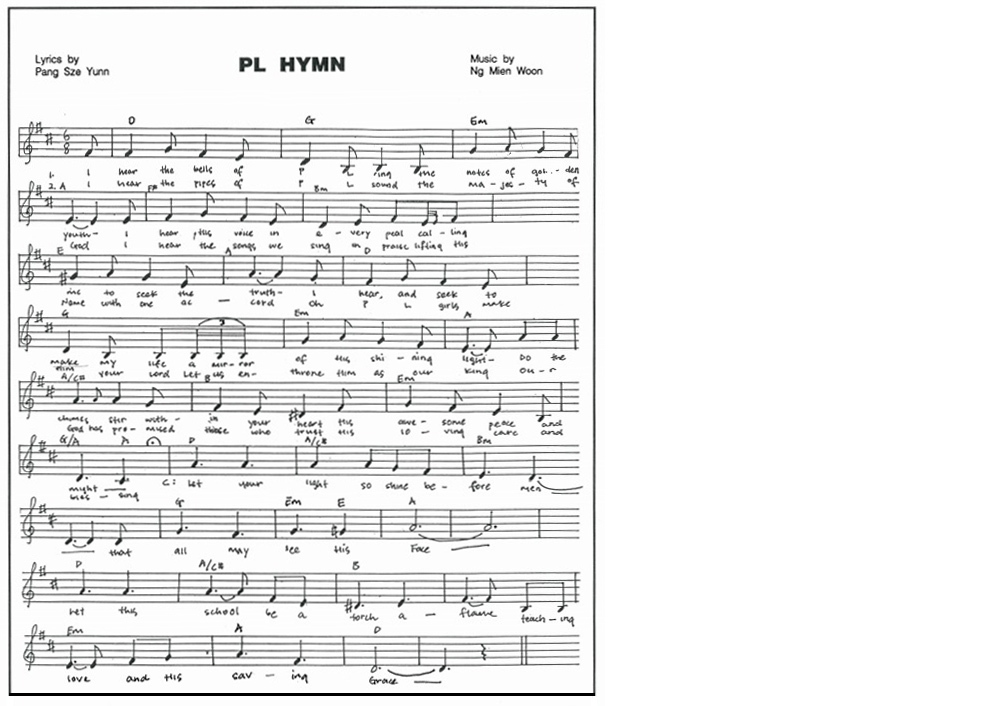 Lyrics by
Pang Sze Yunn
PL HYMN
Music by
Ng Mien Woon
D G Em
1. I hear the bells of P L ring the notes of gol - den
2. I hear the pipes of P L sound the ma - jes - ty of
A F# Bm
youth - I hear this voice in e - very peal cal - ling
God I hear the songs we sing in praise lifting His
E A D
me to seek the truth - I hear, and seek to
Name with one ac - cord Oh P L girls make
G Em A
make my life a mir - ror of His shi - ning light - Do the
Him your Lord Let us en - throne Him as our King Ou - r
A/C# B Em
chimes stir with - in your heart His awe - some peace and
God has pro - mised those who trust His lo - ving care and
G/A A D A/C# Bm
might C: Let your light so shine be - fore men
bles - sing
G Em E A
that all may see His Face
D A/C# B
Let this school be a torch a - flame teach - ing
Em A D
love and His sav - ing Grace